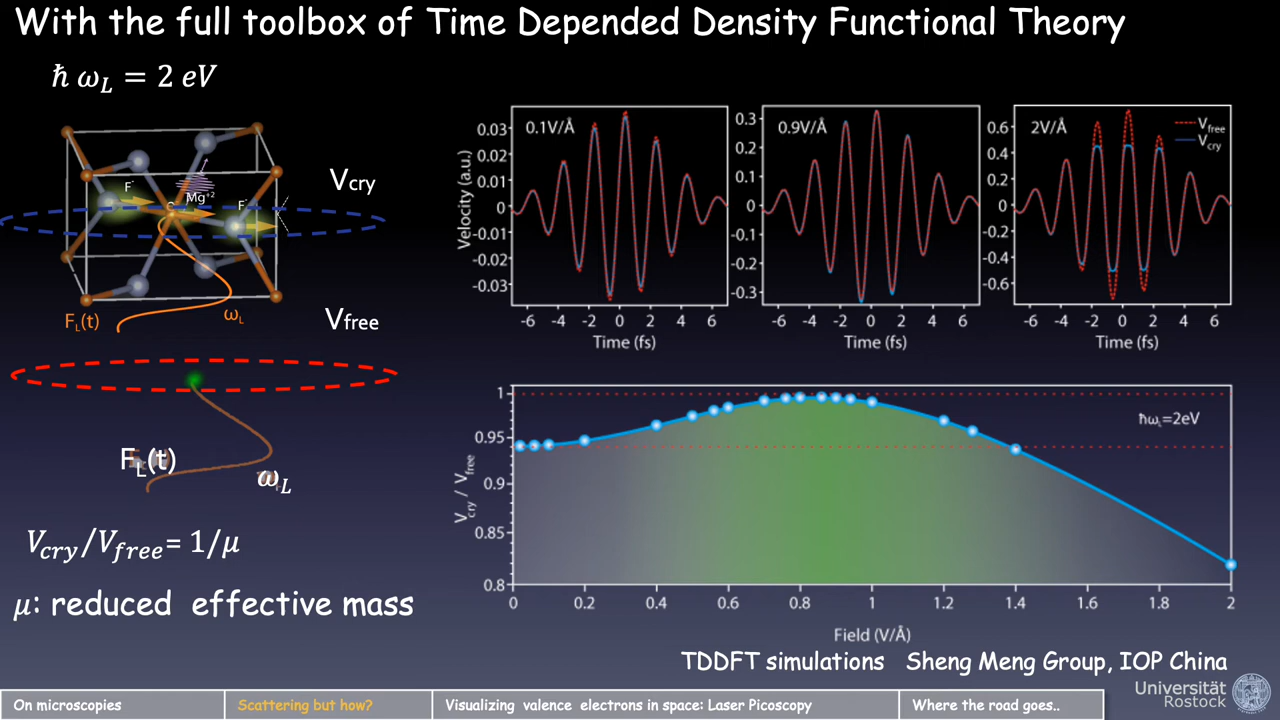 With the full toolbox of Time Depended Density Functional Theory
ℏ ω_L = 2 eV
F⁻
Mg⁺²
F⁻
V_cry
F_L(t)
ω_L
V_free
F_L(t)
ω_L
V_cry/V_free = 1/μ
μ: reduced effective mass
Velocity (a.u.)
0.03
0.02
0.01
0
-0.01
-0.02
-0.03
0.1V/Å
-6 -4 -2 0 2 4 6
Time (fs)
0.3
0.2
0.1
0
-0.1
-0.2
-0.3
0.9V/Å
-6 -4 -2 0 2 4 6
Time (fs)
0.6
0.4
0.2
0
-0.2
-0.4
-0.6
2V/Å
V_free
V_cry
-6 -4 -2 0 2 4 6
Time (fs)
V_cry / V_free
1
0.95
0.9
0.85
0.8
ℏω_L=2eV
0 0.2 0.4 0.6 0.8 1 1.2 1.4 1.6 1.8 2
Field (V/Å)
TDDFT simulations Sheng Meng Group, IOP China
On microscopies
Scattering but how?
Visualizing valence electrons in space: Laser Picoscopy
Where the road goes..
Universität
Rostock